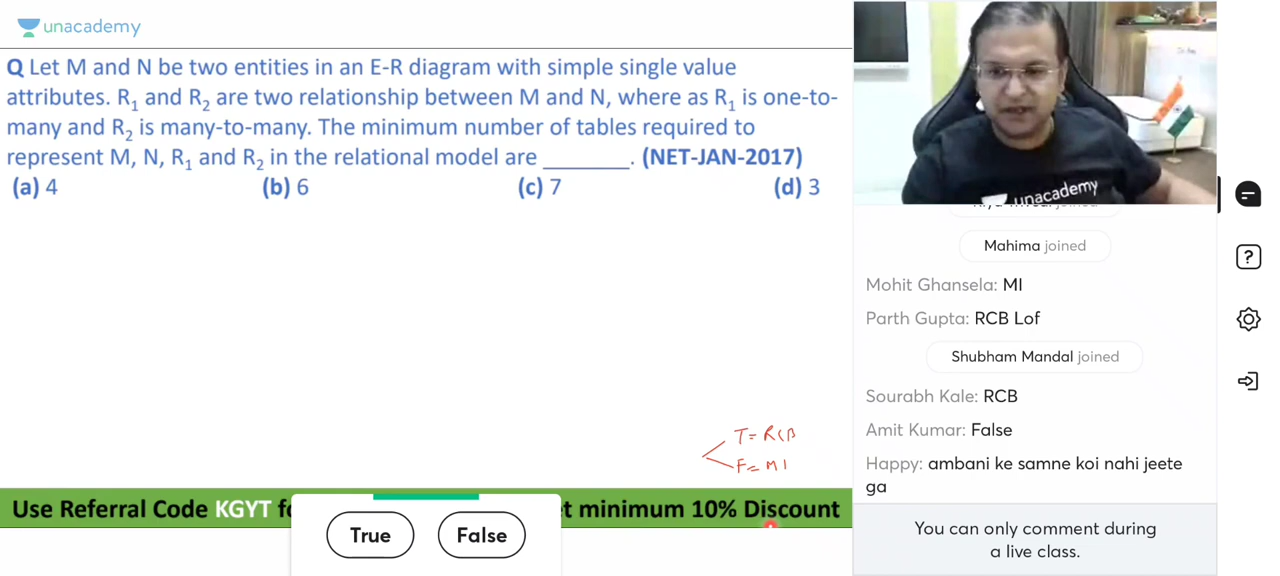 unacademy
Q Let M and N be two entities in an E-R diagram with simple single value
attributes. R₁ and R₂ are two relationship between M and N, where as R₁ is one-to-
many and R₂ is many-to-many. The minimum number of tables required to
represent M, N, R₁ and R₂ in the relational model are ________. (NET-JAN-2017)
(a) 4 (b) 6 (c) 7 (d) 3
T = RCB
F = MI
Use Referral Code KGYT
minimum 10% Discount
True False
unacademy
joined
Mahima joined
Mohit Ghansela: MI
Parth Gupta: RCB Lof
Shubham Mandal joined
Sourabh Kale: RCB
Amit Kumar: False
Happy: ambani ke samne koi nahi jeete
ga
You can only comment during
a live class.
?